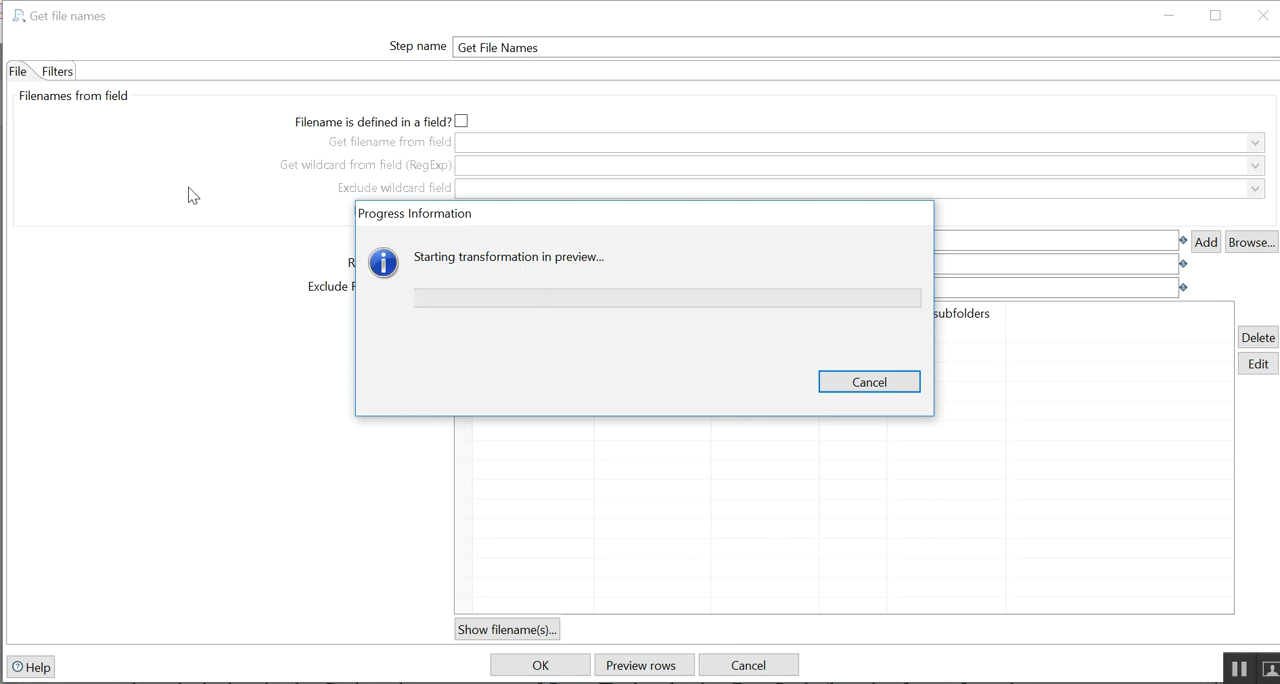 Get file names
Step name Get File Names
File Filters
Filenames from field
Filename is defined in a field?
Get filename from field
Get wildcard from field (RegExp)
Exclude wildcard field
Progress Information
Starting transformation in preview...
Add Browse...
Exclude
subfolders
Delete
Edit
Cancel
Show filename(s)...
Help OK Preview rows Cancel